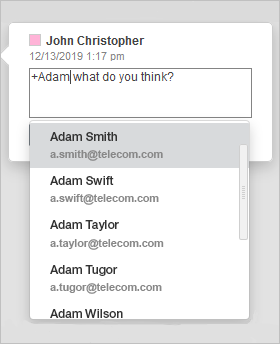 John Christopher
12/13/2019 1:17 pm
+Adam what do you think?
Adam Smith
a.smith@telecom.com
Adam Swift
a.swift@telecom.com
Adam Taylor
a.taylor@telecom.com
Adam Tugor
a.tugor@telecom.com
Adam Wilson